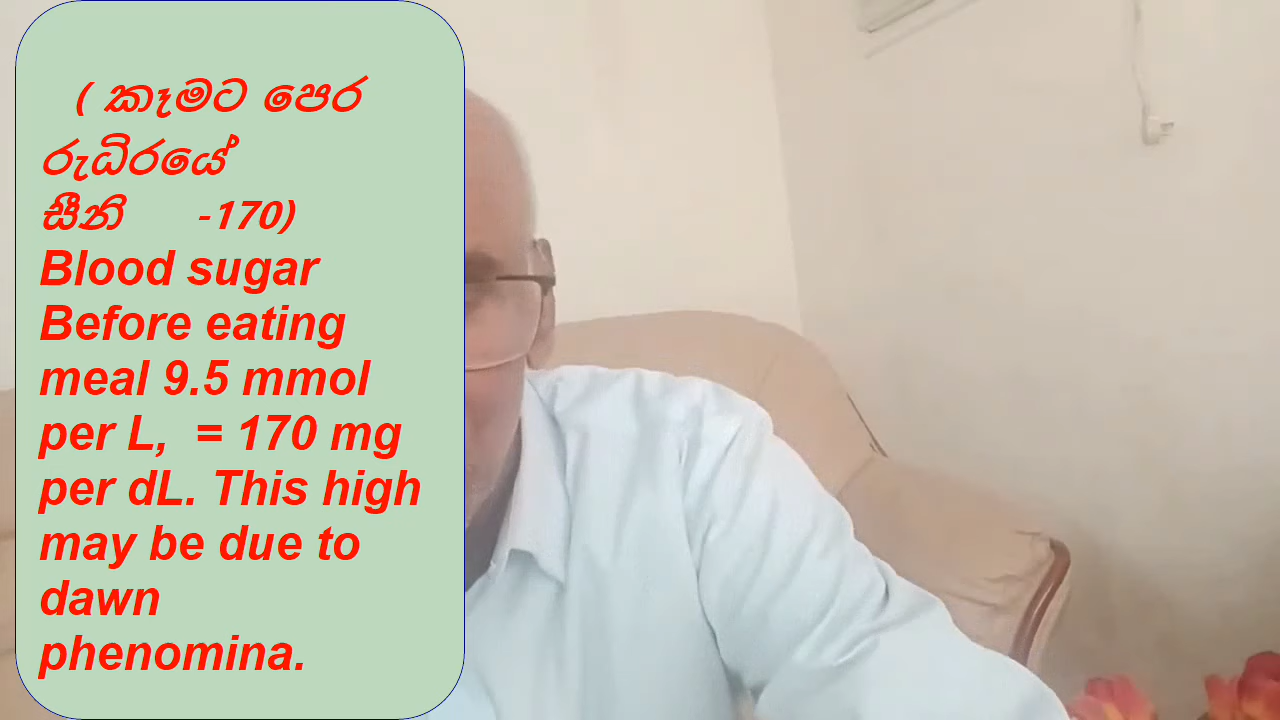 ( කෑමට පෙර
රුධිරයේ
සීනි -170)
Blood sugar
Before eating
meal 9.5 mmol
per L, = 170 mg
per dL. This high
may be due to
dawn
phenomina.